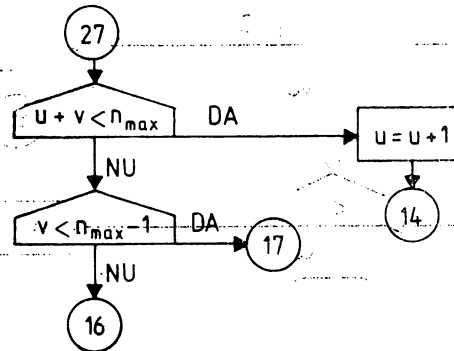 27
u + v < n_max DA
u = u + 1
NU
14
v < n_max - 1 DA
17
NU
16